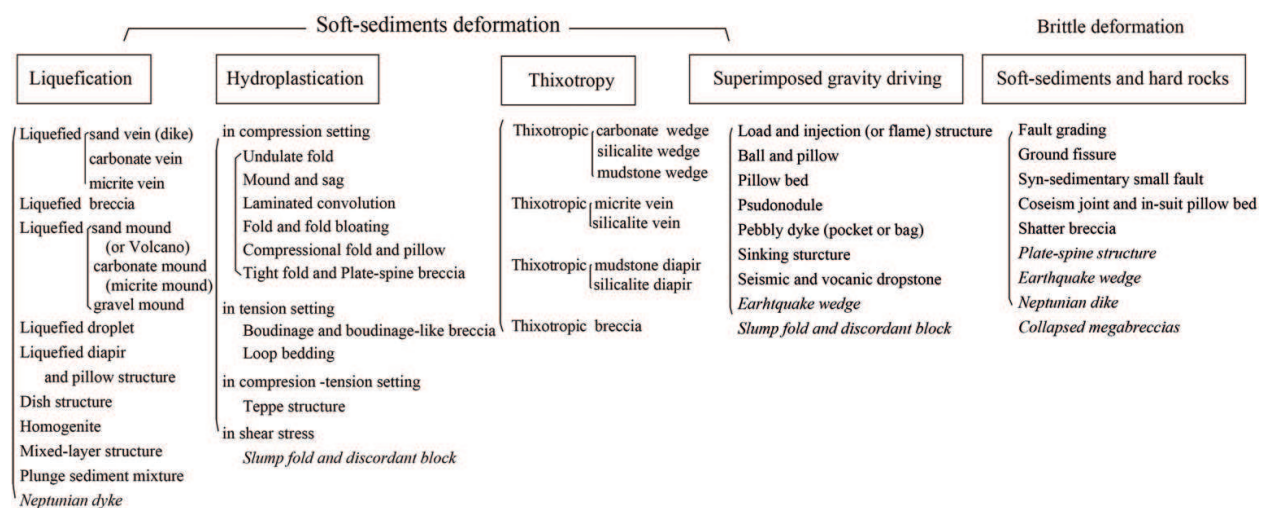 Soft-sediments deformation
Brittle deformation
Liquefication
Hydroplastication
Thixotropy
Superimposed gravity driving
Soft-sediments and hard rocks
Liquefied sand vein (dike)
carbonate vein
micrite vein
Liquefied breccia
Liquefied sand mound
(or Volcano)
carbonate mound
(micrite mound)
gravel mound
Liquefied droplet
Liquefied diapir
and pillow structure
Dish structure
Homogenite
Mixed-layer structure
Plunge sediment mixture
Neptunian dyke
in compression setting
Undulate fold
Mound and sag
Laminated convolution
Fold and fold bloating
Compressional fold and pillow
Tight fold and Plate-spine breccia
in tension setting
Boudinage and boudinage-like breccia
Loop bedding
in compresion -tension setting
Teppe structure
in shear stress
Slump fold and discordant block
Thixotropic carbonate wedge
silicalite wedge
mudstone wedge
Thixotropic micrite vein
silicalite vein
Thixotropic mudstone diapir
silicalite diapir
Thixotropic breccia
Load and injection (or flame) structure
Ball and pillow
Pillow bed
Psudonodule
Pebbly dyke (pocket or bag)
Sinking sturcture
Seismic and vocanic dropstone
Earhtquake wedge
Slump fold and discordant block
Fault grading
Ground fissure
Syn-sedimentary small fault
Coseism joint and in-suit pillow bed
Shatter breccia
Plate-spine structure
Earthquake wedge
Neptunian dike
Collapsed megabreccias